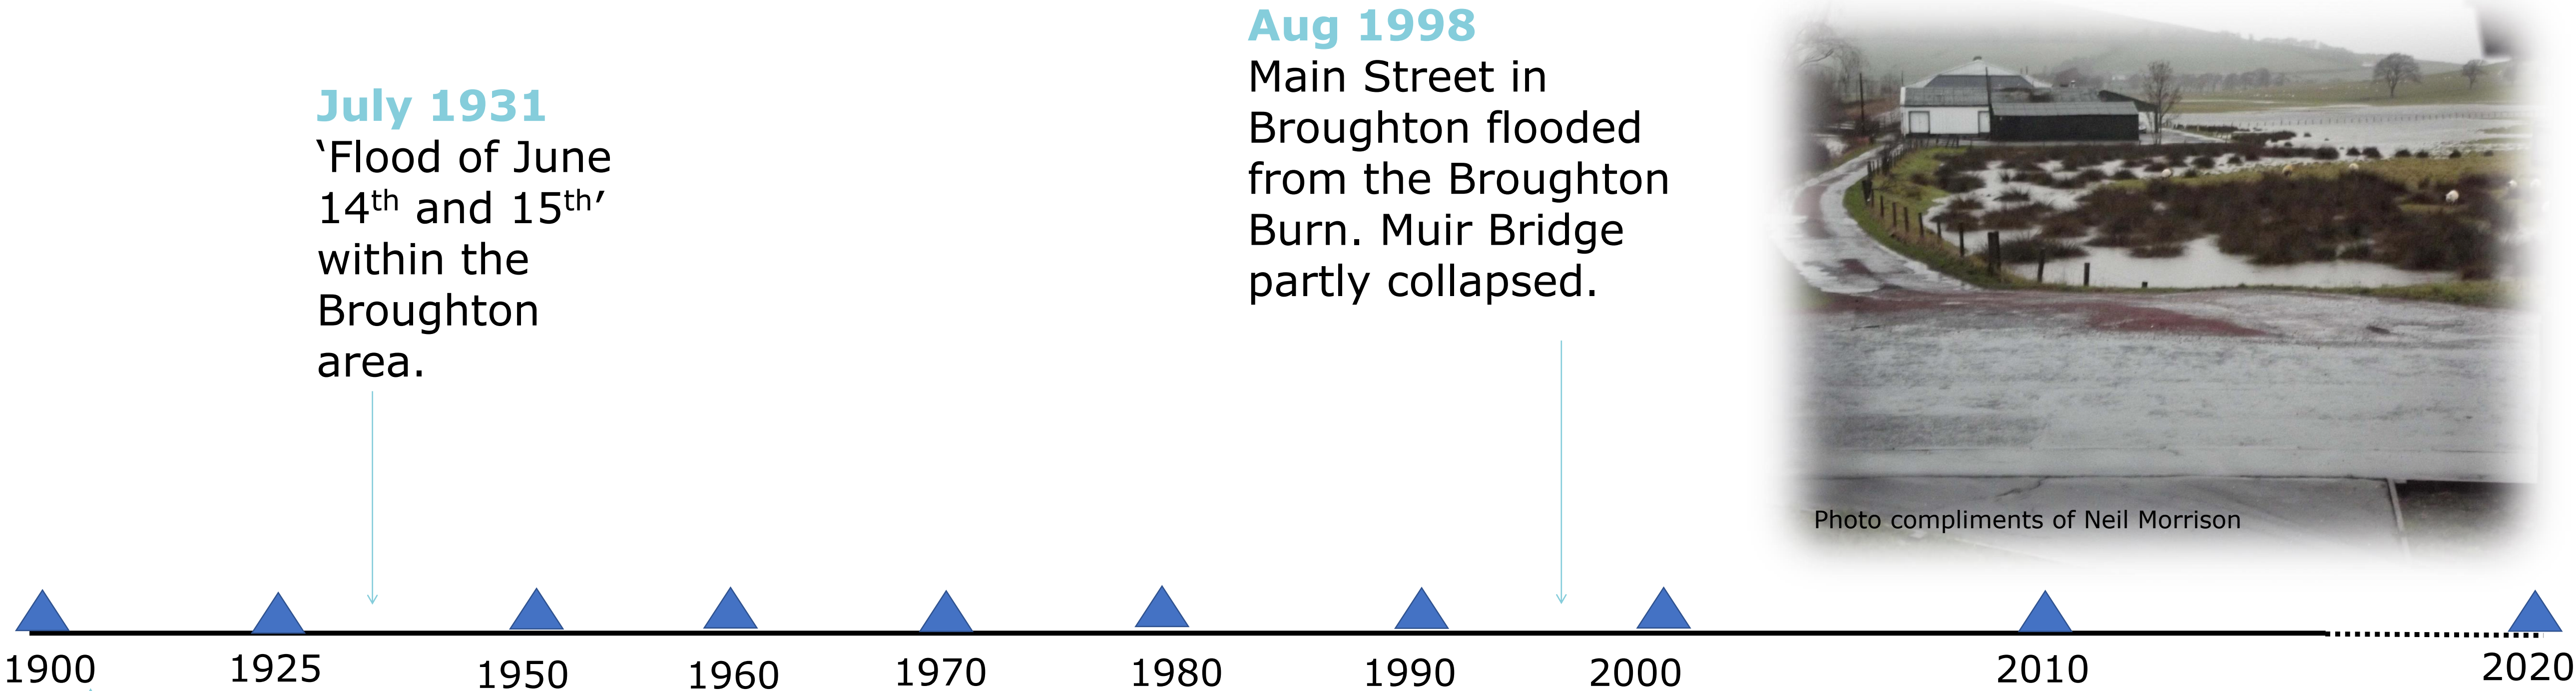 July 1931
‘Flood of June
14th and 15th’
within the
Broughton
area.
Aug 1998
Main Street in
Broughton flooded
from the Broughton
Burn. Muir Bridge
partly collapsed.
Photo compliments of Neil Morrison
1900 1925 1950 1960 1970 1980 1990 2000 2010 2020